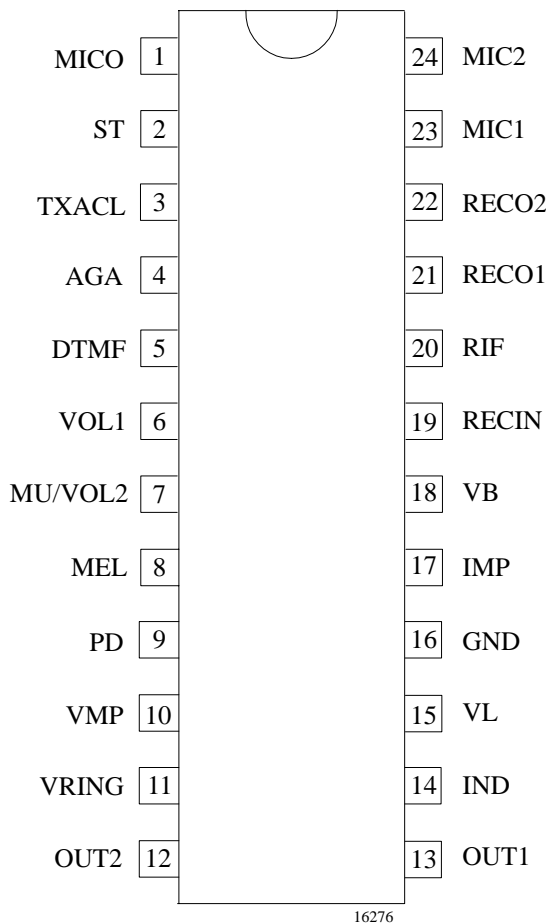 MICO 1 24 MIC2
ST 2 23 MIC1
TXACL 3 22 RECO2
AGA 4 21 RECO1
DTMF 5 20 RIF
VOL1 6 19 RECIN
MU/VOL2 7 18 VB
MEL 8 17 IMP
PD 9 16 GND
VMP 10 15 VL
VRING 11 14 IND
OUT2 12 13 OUT1
16276